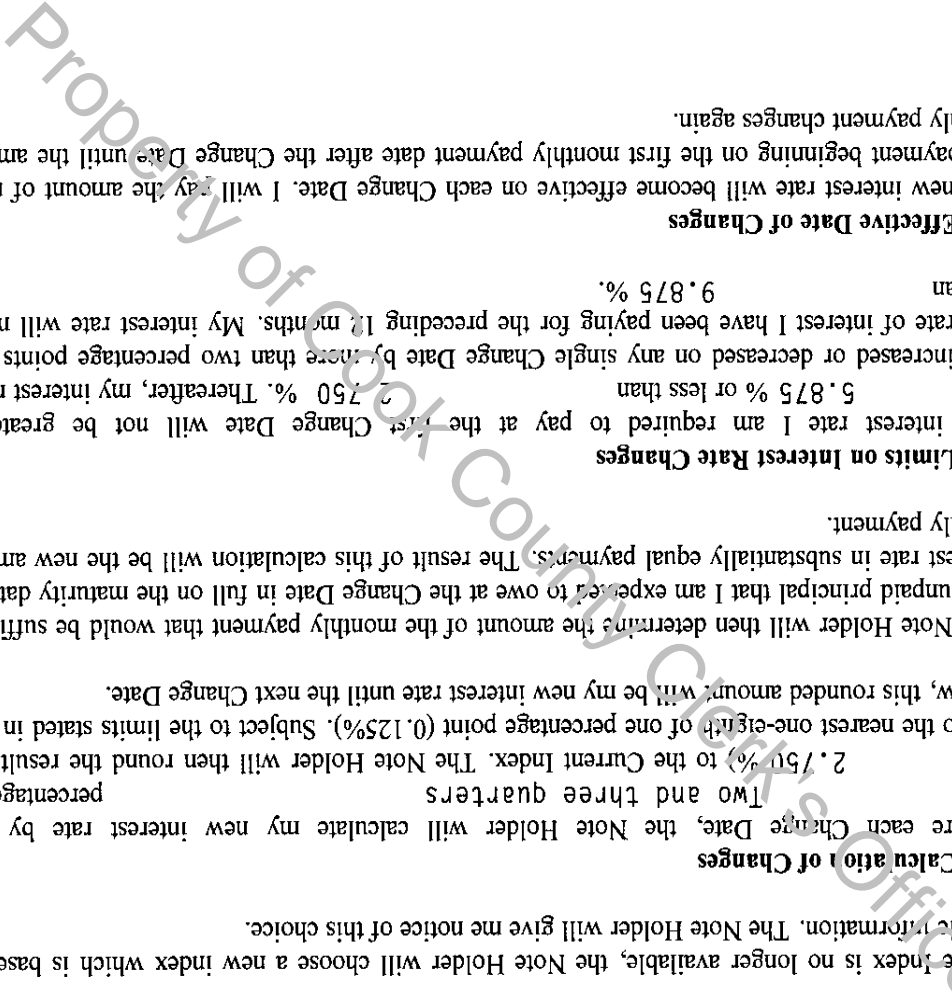 e Index is no longer available, the Note Holder will choose a new index which is base
le information. The Note Holder will give me notice of this choice.
Calculation of Changes
re each Change Date, the Note Holder will calculate my new interest rate by
Two and three quarters percentage
2.750 %) to the Current Index. The Note Holder will then round the result
o the nearest one-eighth of one percentage point (0.125%). Subject to the limits stated in
w, this rounded amount will be my new interest rate until the next Change Date.
Note Holder will then determine the amount of the monthly payment that would be suffi
unpaid principal that I am expected to owe at the Change Date in full on the maturity dat
est rate in substantially equal payments. The result of this calculation will be the new am
ly payment.
Limits on Interest Rate Changes
interest rate I am required to pay at the first Change Date will not be greate
5.875 % or less than 2.750 %. Thereafter, my interest r
increased or decreased on any single Change Date by more than two percentage points
rate of interest I have been paying for the preceding 12 months. My interest rate will n
an 9.875 %.
Effective Date of Changes
new interest rate will become effective on each Change Date. I will pay the amount of
payment beginning on the first monthly payment date after the Change Date until the am
ly payment changes again.
Property of Cook County Clerk's Office